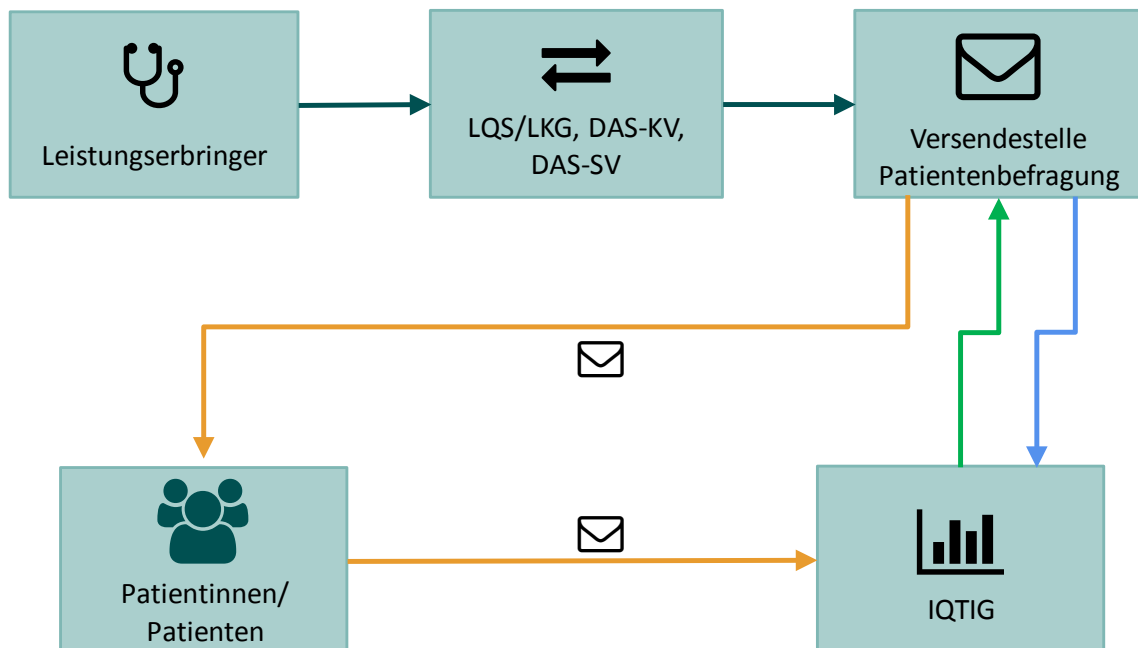 Leistungserbringer
LQS/LKG, DAS-KV,
DAS-SV
Versendestelle
Patientenbefragung
Patientinnen/
Patienten
IQTIG